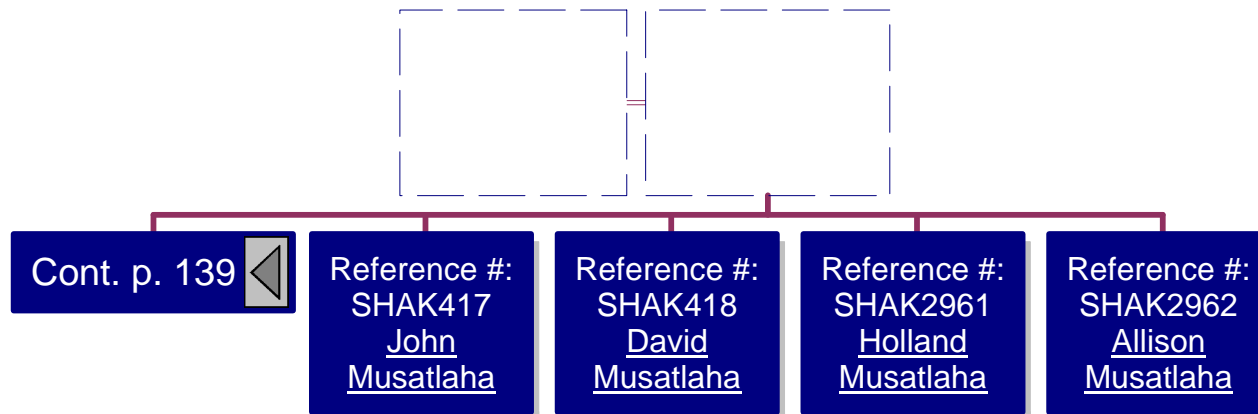 Cont. p. 139
Reference #:
SHAK417
John
Musatlaha
Reference #:
SHAK418
David
Musatlaha
Reference #:
SHAK2961
Holland
Musatlaha
Reference #:
SHAK2962
Allison
Musatlaha